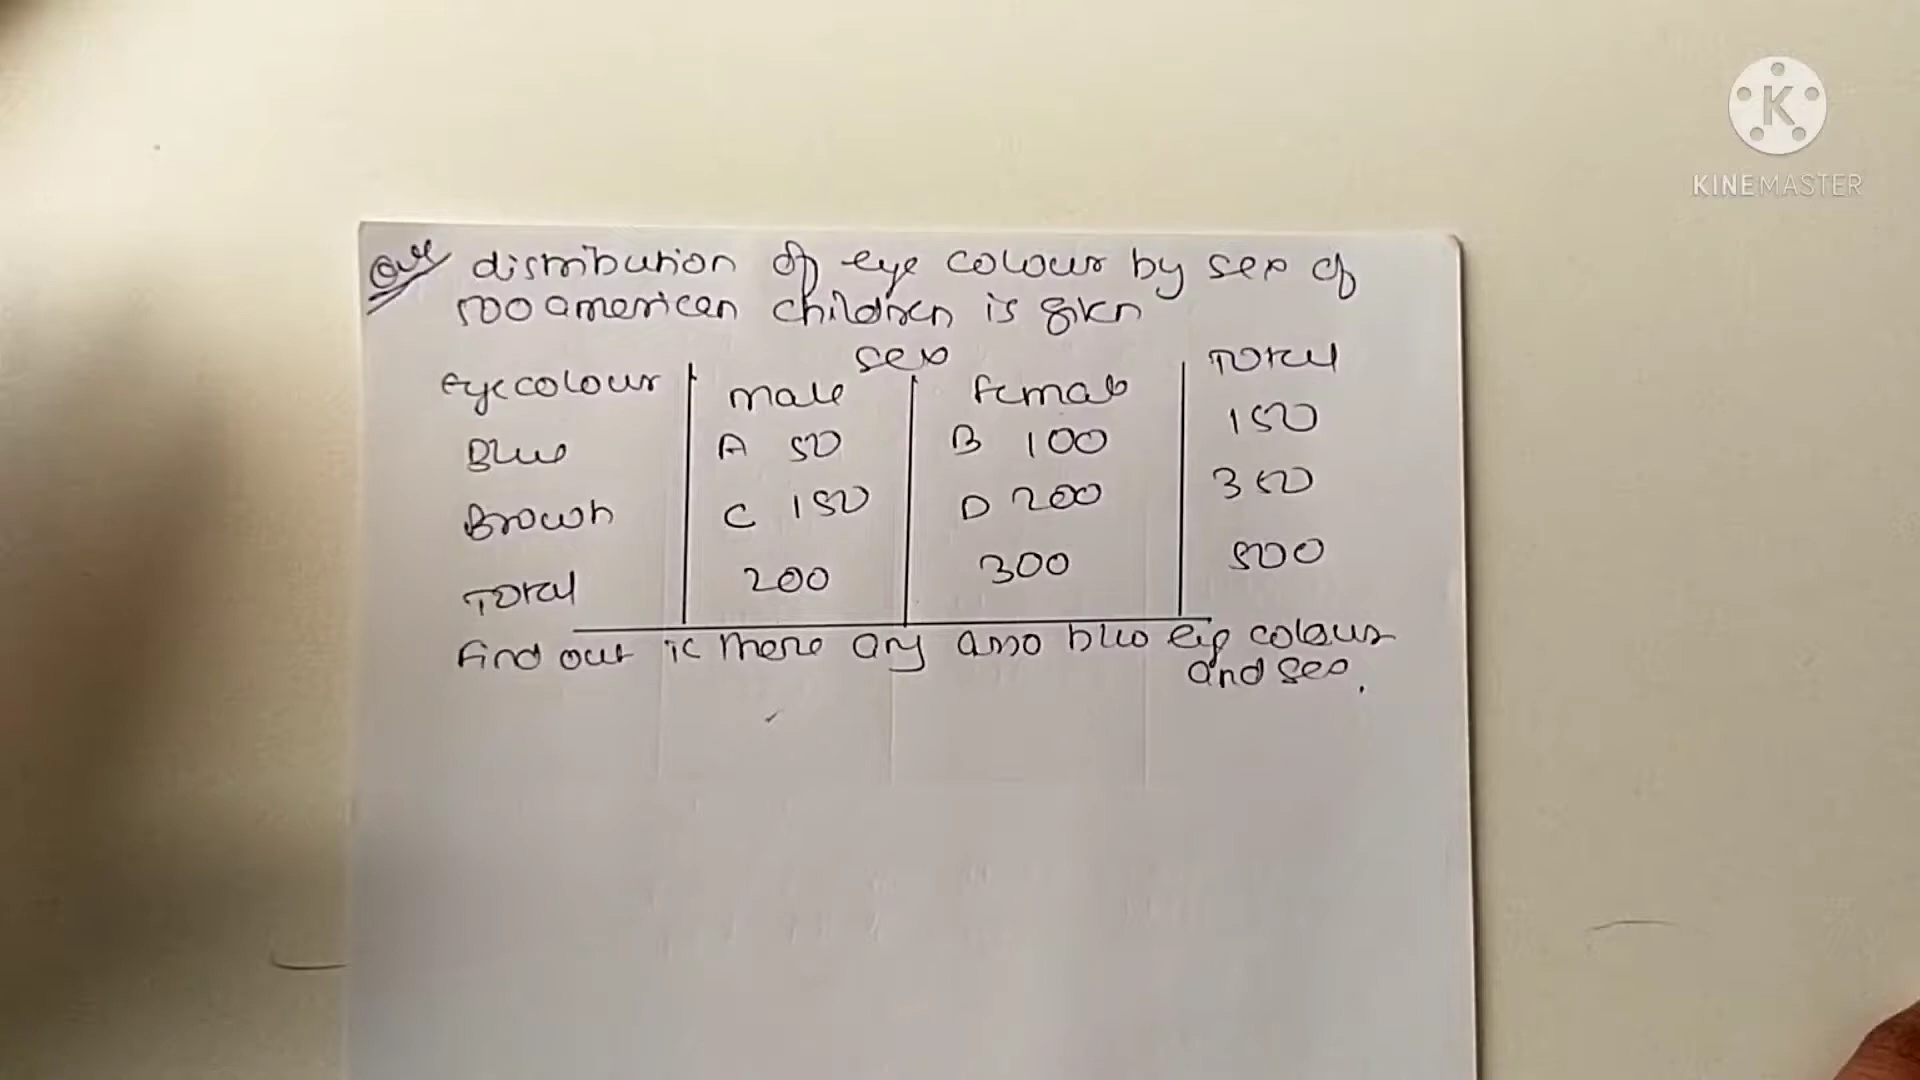 Que distribution of eye colour by sex of
500 american children is given
sex
Eye colour male female Total
Blue A 50 B 100 150
Brown C 150 D 200 350
Total 200 300 500
Find out is there any asso b/w eye colour
and sex.
K
KINEMASTER